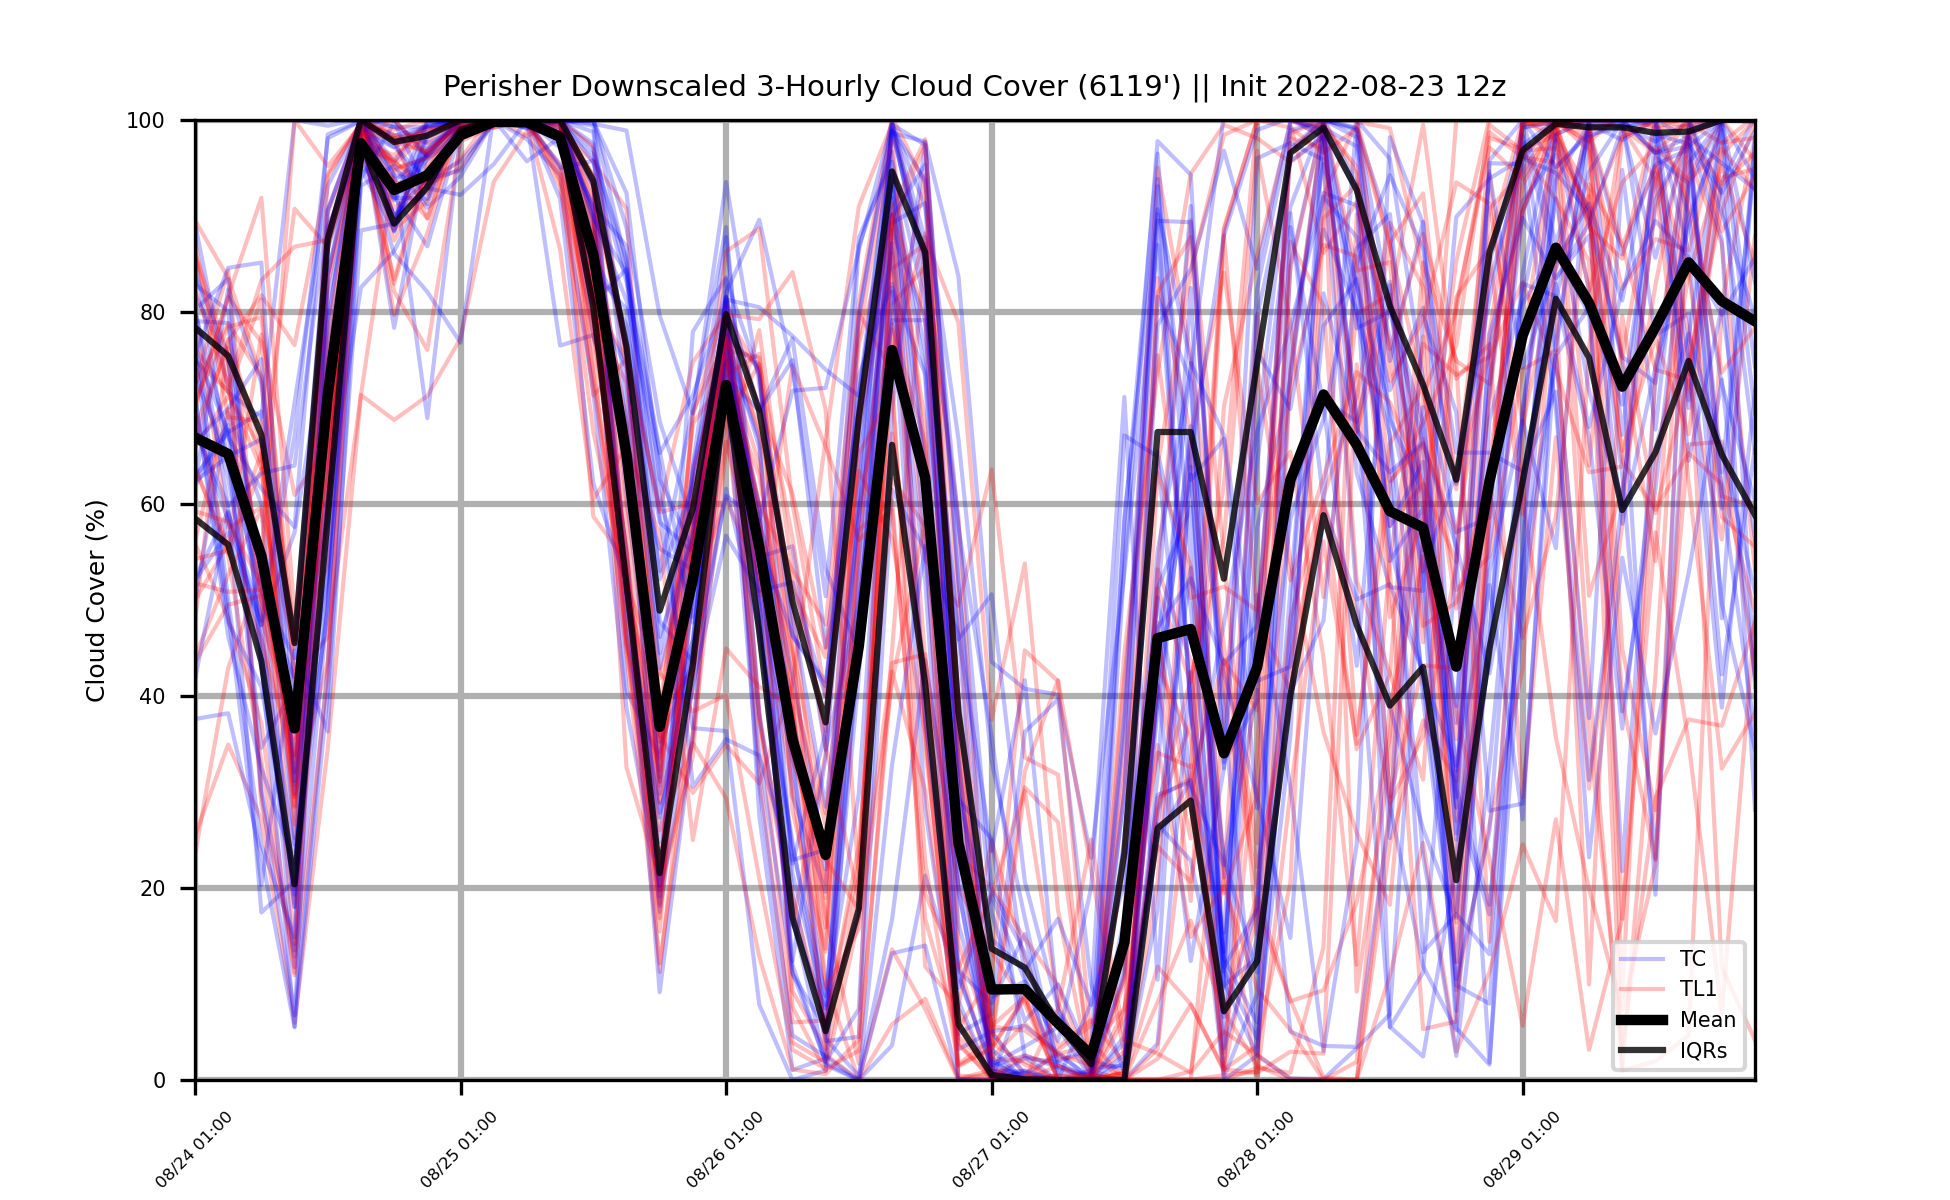 Perisher Downscaled 3-Hourly Cloud Cover (6119') || Init 2022-08-23 12z
Cloud Cover (%)
100
80
60
40
20
0
08/24 01:00
08/25 01:00
08/26 01:00
08/27 01:00
08/28 01:00
08/29 01:00
TC
TL1
Mean
IQRs